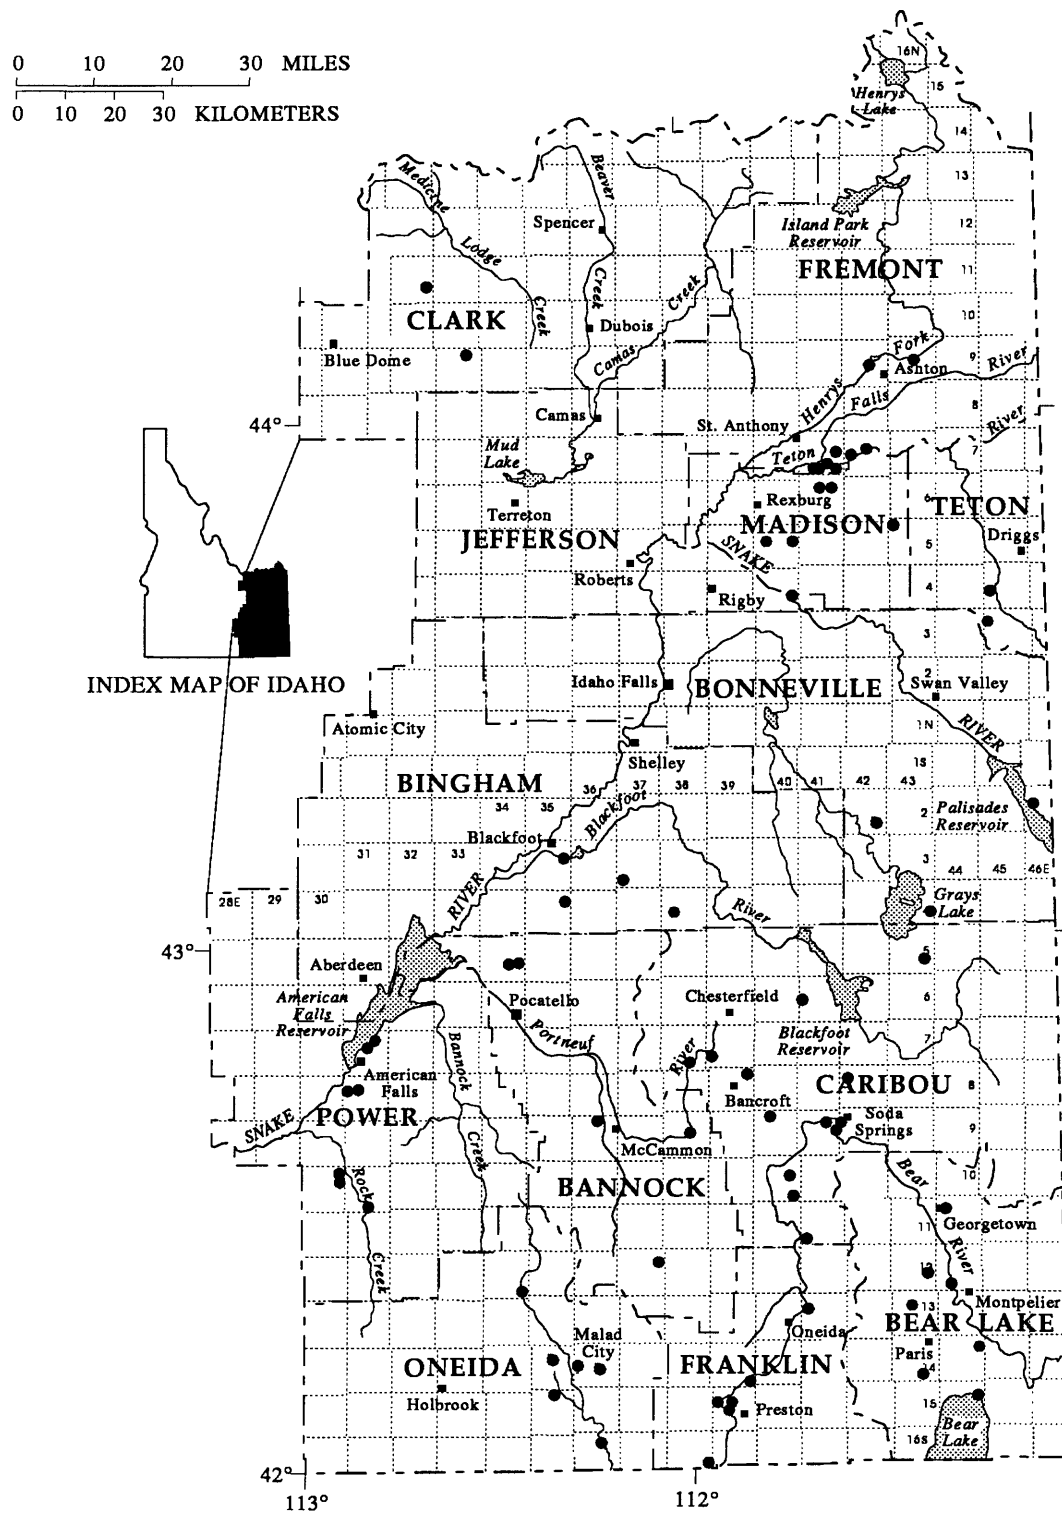 0 10 20 30 MILES
0 10 20 30 KILOMETERS
16N
15
Henrys
Lake
14
13
Medicine
Beaver
Spencer
Island Park
Reservoir
12
Lodge
FREMONT
11
Creek
Creek
Creek
CLARK
10
Dubois
Blue Dome
Camas
Fork
9
River
Ashton
Henrys
Falls
8
44°
Camas
St. Anthony
River
7
Mud
Lake
Teton
Terreton
Rexburg
6
TETON
MADISON
JEFFERSON
SNAKE
5
Driggs
Roberts
Rigby
4
3
INDEX MAP OF IDAHO
Idaho Falls
BONNEVILLE
2
Swan Valley
Atomic City
1N
RIVER
Shelley
1S
BINGHAM
34 35 36 37 38 39 40 41 42 43
Blackfoot
2
Palisades
Reservoir
Blackfoot
31 32 33
3
44 45 46E
28E 29 30
RIVER
River
Grays
Lake
43°
5
Aberdeen
American
Falls
Reservoir
Pocatello
Chesterfield
6
Portneuf
Blackfoot
Reservoir
7
Bannock
River
American
Falls
CARIBOU
8
Bancroft
POWER
Soda
Springs
SNAKE
9
McCammon
Creek
Rock
BANNOCK
Bear
10
11
Georgetown
River
Creek
12
13
Montpelier
Oneida
BEAR LAKE
Malad
City
Paris
ONEIDA
FRANKLIN
14
Holbrook
Preston
15
Bear
Lake
16S
42°
113°
112°